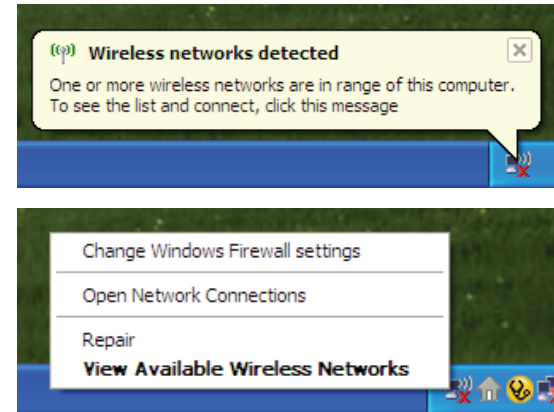 Wireless networks detected
One or more wireless networks are in range of this computer.
To see the list and connect, click this message
Change Windows Firewall settings
Open Network Connections
Repair
View Available Wireless Networks